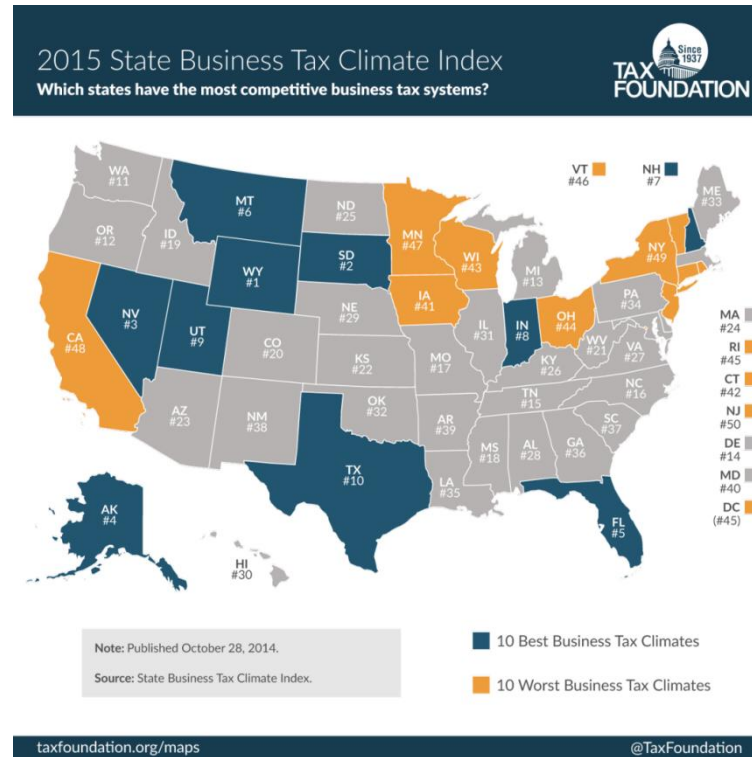 2015 State Business Tax Climate Index
Which states have the most competitive business tax systems?
Since
1937
TAX
FOUNDATION
WA
#11
OR
#12
ID
#19
MT
#6
WY
#1
NV
#3
UT
#9
CA
#48
AZ
#23
NM
#38
CO
#20
ND
#25
SD
#2
NE
#29
KS
#22
OK
#32
TX
#10
MN
#47
IA
#41
MO
#17
AR
#39
LA
#35
WI
#43
IL
#31
MI
#13
IN
#8
OH
#44
KY
#26
TN
#15
MS
#18
AL
#28
GA
#36
FL
#5
SC
#37
NC
#16
VA
#27
WV
#21
PA
#34
NY
#49
VT
#46
NH
#7
ME
#33
MA
#24
RI
#45
CT
#42
NJ
#50
DE
#14
MD
#40
DC
(#45)
AK
#4
HI
#30
Note: Published October 28, 2014.
Source: State Business Tax Climate Index.
10 Best Business Tax Climates
10 Worst Business Tax Climates
taxfoundation.org/maps
@TaxFoundation